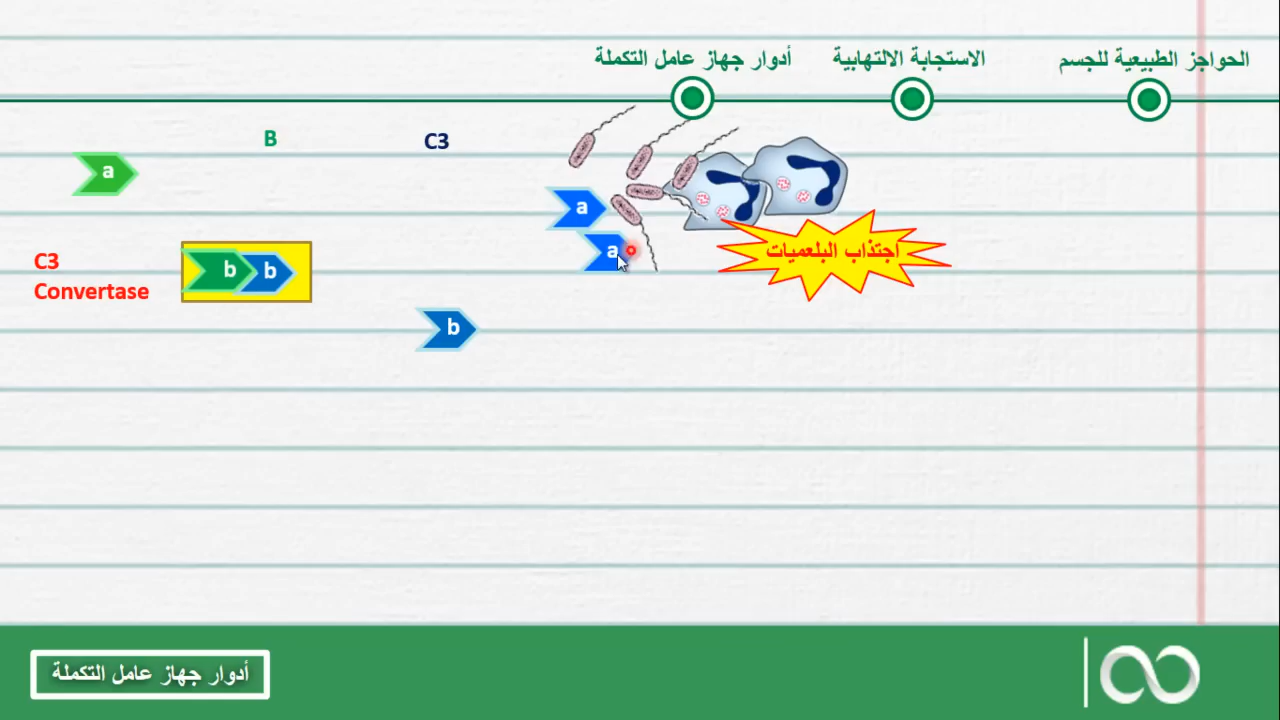 الحواجز الطبيعية للجسم
الاستجابة الالتهابية
أدوار جهاز عامل التكملة
B
C3
a
a
اجتذاب البلعميات
a
C3
Convertase
b
b
b
أدوار جهاز عامل التكملة